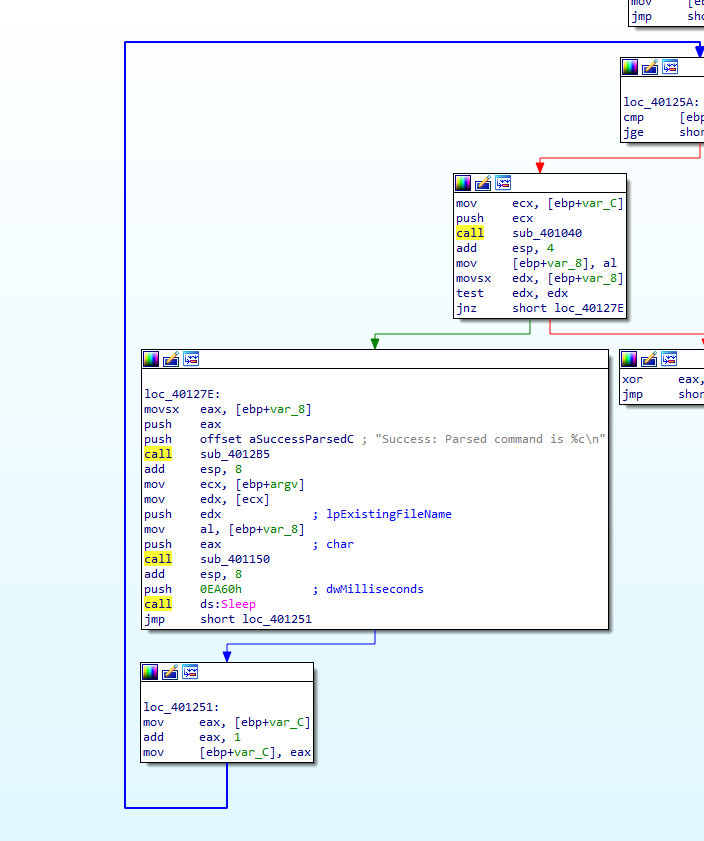 mov
jmp
loc_40125A:
cmp
jge
mov ecx, [ebp+var_C]
push ecx
call sub_401040
add esp, 4
mov [ebp+var_8], al
movsx edx, [ebp+var_8]
test edx, edx
jnz short loc_40127E
loc_40127E:
movsx eax, [ebp+var_8]
push eax
push offset aSuccessParsedC ; "Success: Parsed command is %c\n"
call sub_4012B5
add esp, 8
mov ecx, [ebp+argv]
mov edx, [ecx]
push edx ; lpExistingFileName
mov al, [ebp+var_8]
push eax ; char
call sub_401150
add esp, 8
push 0EA60h ; dwMilliseconds
call ds:Sleep
jmp short loc_401251
xor eax,
jmp
loc_401251:
mov eax, [ebp+var_C]
add eax, 1
mov [ebp+var_C], eax